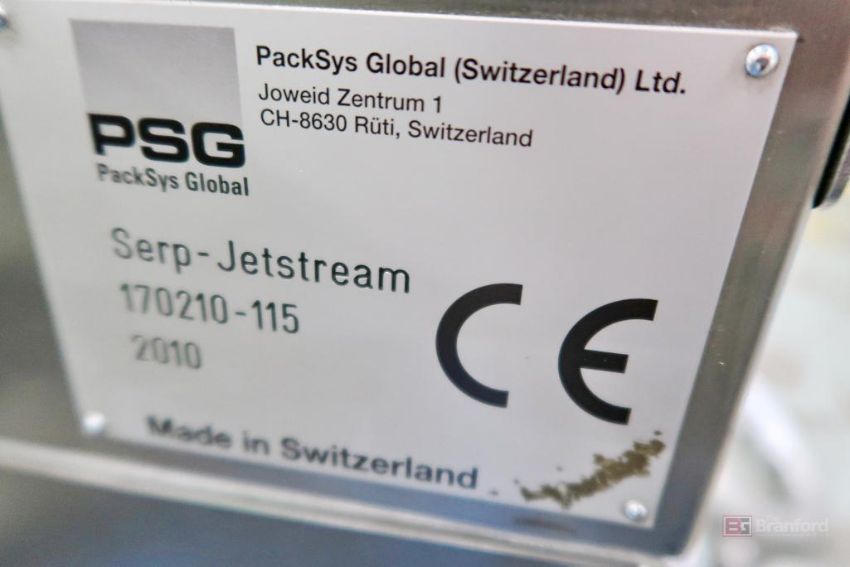 PSG
PackSys Global
PackSys Global (Switzerland) Ltd.
Joweid Zentrum 1
CH-8630 Rüti, Switzerland
Serp-Jetstream
170210-115
2010
CE
Made in Switzerland
BG Branford